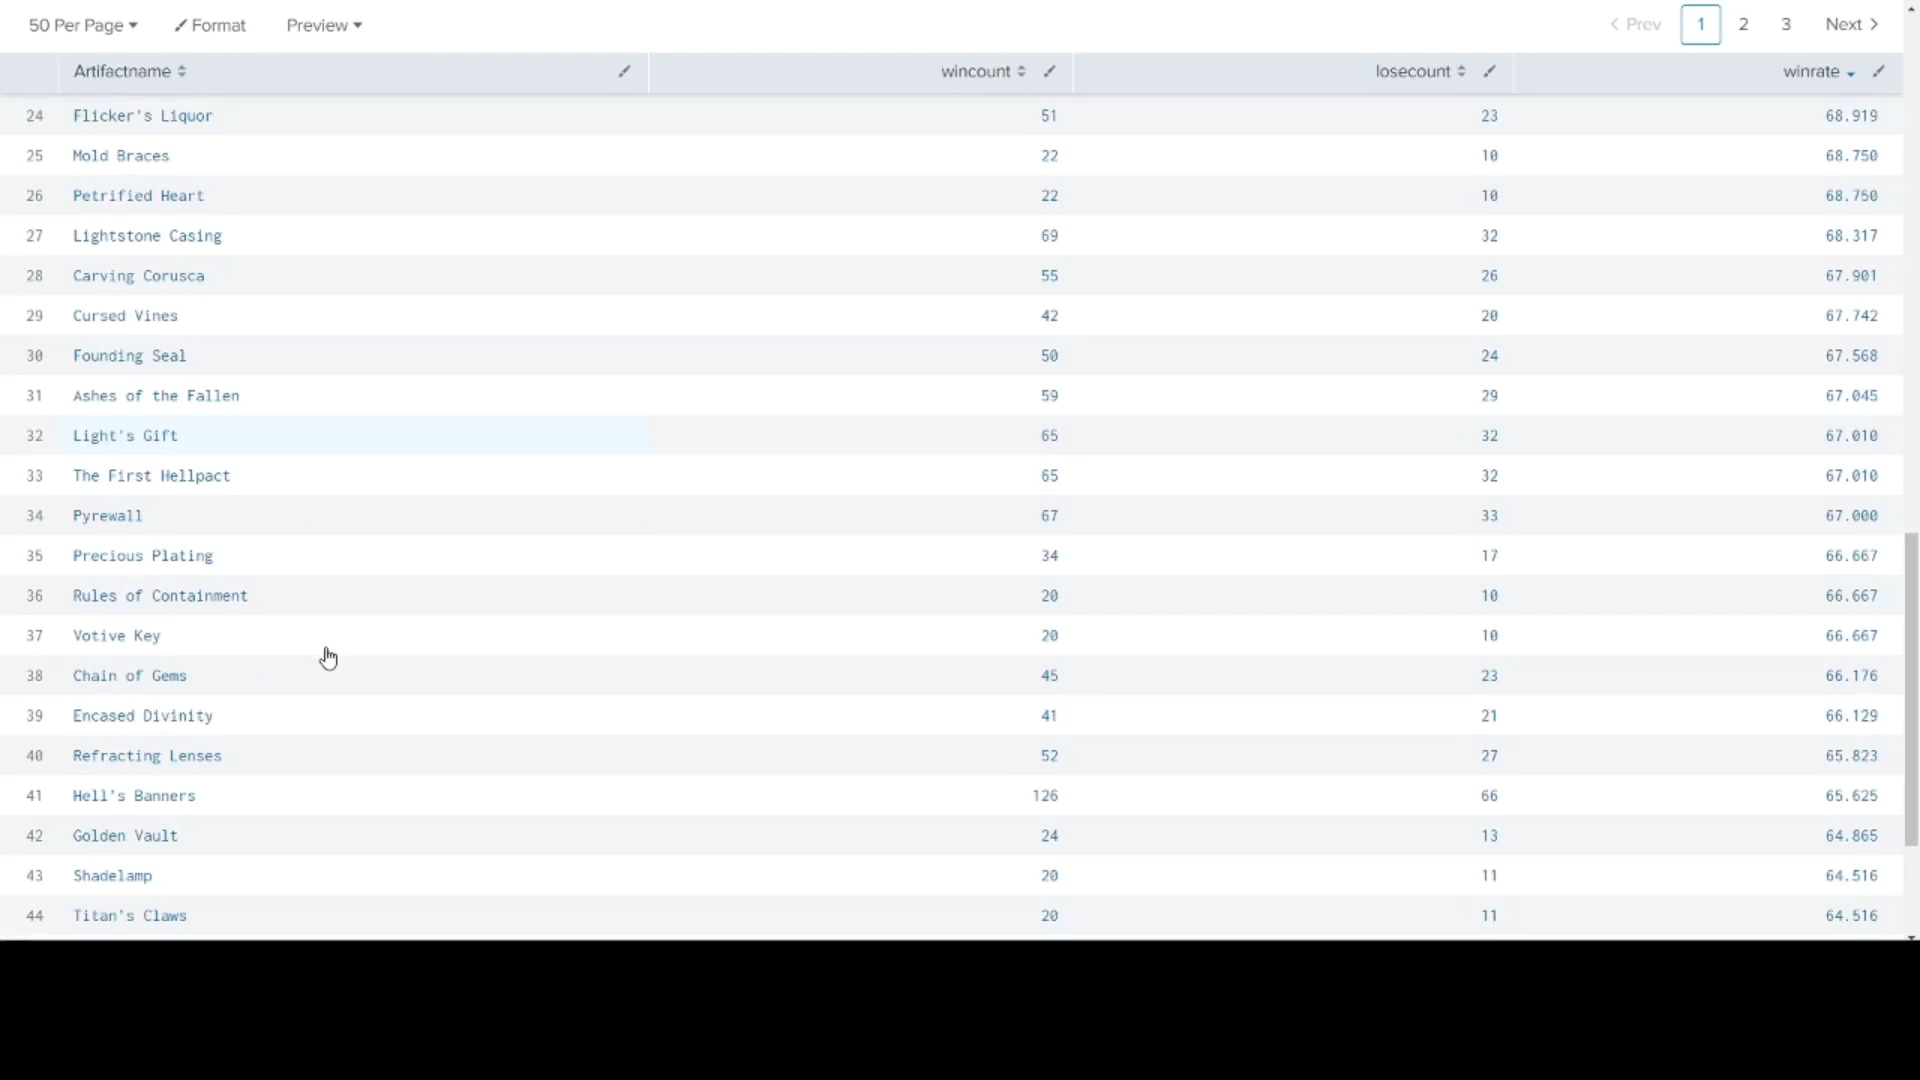 50 Per Page Format Preview Prev 1 2 3 Next
Artifactname wincount losecount winrate
24 Flicker's Liquor 51 23 68.919
25 Mold Braces 22 10 68.750
26 Petrified Heart 22 10 68.750
27 Lightstone Casing 69 32 68.317
28 Carving Corusca 55 26 67.901
29 Cursed Vines 42 20 67.742
30 Founding Seal 50 24 67.568
31 Ashes of the Fallen 59 29 67.045
32 Light's Gift 65 32 67.010
33 The First Hellpact 65 32 67.010
34 Pyrewall 67 33 67.000
35 Precious Plating 34 17 66.667
36 Rules of Containment 20 10 66.667
37 Votive Key 20 10 66.667
38 Chain of Gems 45 23 66.176
39 Encased Divinity 41 21 66.129
40 Refracting Lenses 52 27 65.823
41 Hell's Banners 126 66 65.625
42 Golden Vault 24 13 64.865
43 Shadelamp 20 11 64.516
44 Titan's Claws 20 11 64.516